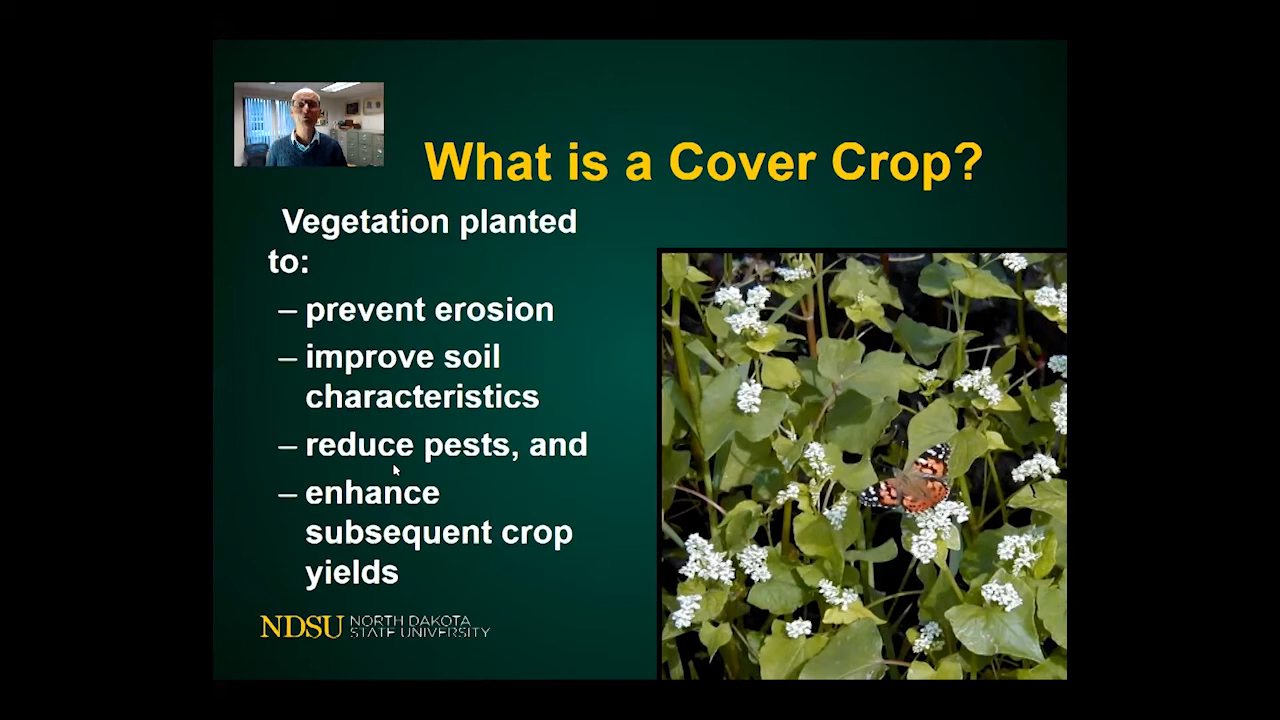 What is a Cover Crop?
Vegetation planted
to:
– prevent erosion
– improve soil
characteristics
– reduce pests, and
– enhance
subsequent crop
yields
NDSU NORTH DAKOTA
STATE UNIVERSITY